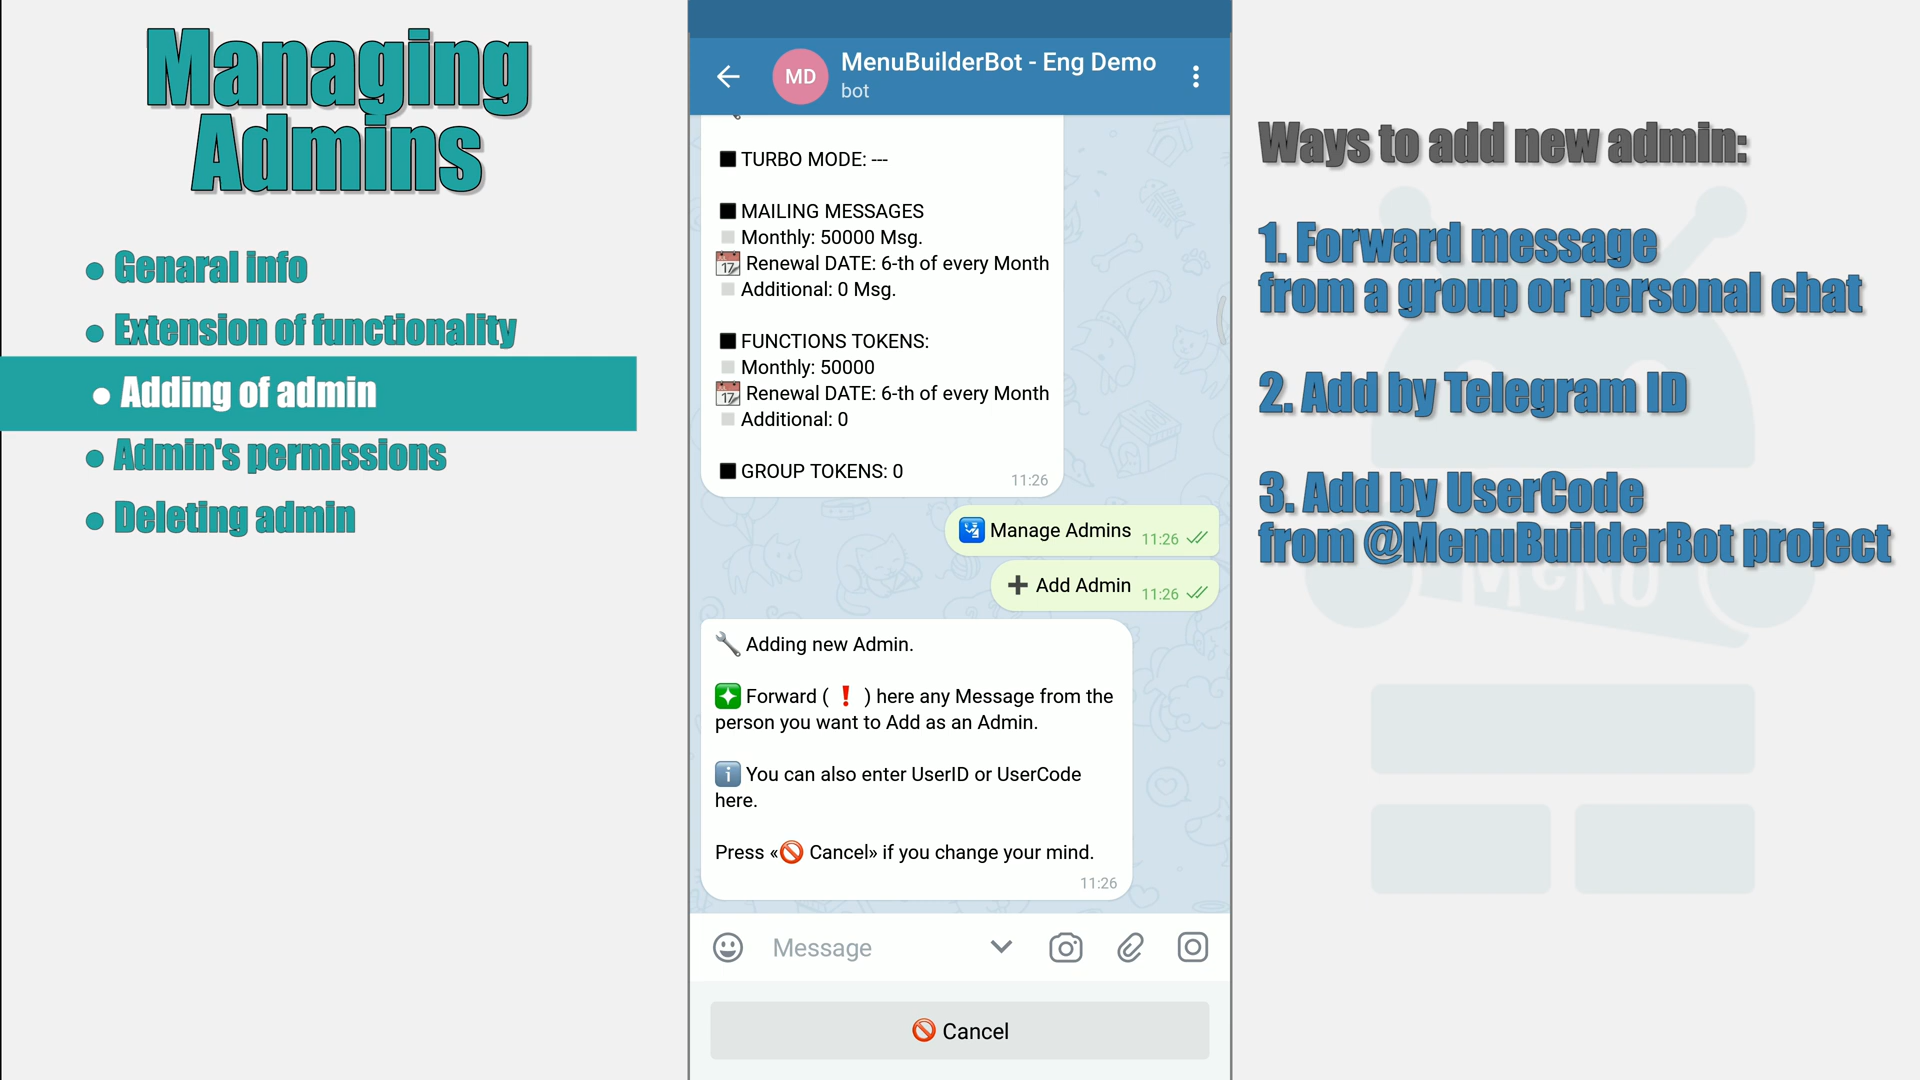 Managing
Admins
● Genaral info
● Extension of functionality
● Adding of admin
● Admin's permissions
● Deleting admin
MD
MenuBuilderBot - Eng Demo
bot
TURBO MODE: ---
MAILING MESSAGES
Monthly: 50000 Msg.
17 Renewal DATE: 6-th of every Month
Additional: 0 Msg.
FUNCTIONS TOKENS:
Monthly: 50000
17 Renewal DATE: 6-th of every Month
Additional: 0
GROUP TOKENS: 0
11:26
Manage Admins 11:26
➕ Add Admin 11:26
🔧 Adding new Admin.
Forward ( ❗ ) here any Message from the
person you want to Add as an Admin.
ℹ️ You can also enter UserID or UserCode
here.
Press «🚫 Cancel» if you change your mind.
11:26
Message
🚫 Cancel
Ways to add new admin:
1. Forward message
from a group or personal chat
2. Add by Telegram ID
3. Add by UserCode
from @MenuBuilderBot project
MeNU